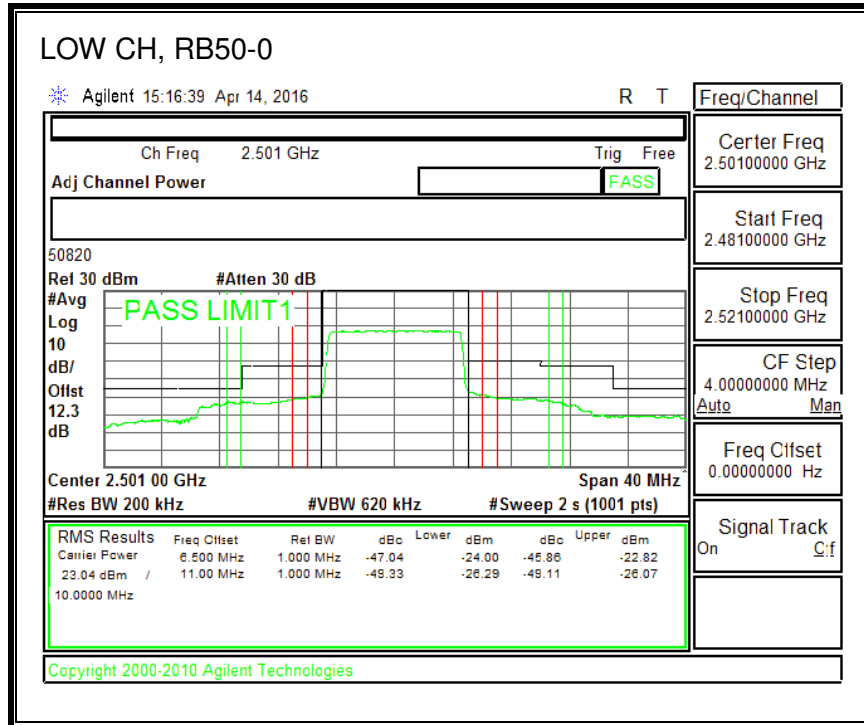 LOW CH, RB50-0
Agilent 15:16:39 Apr 14, 2016 R T
Freq/Channel
Ch Freq 2.501 GHz Trig Free
Adj Channel Power PASS
Center Freq
2.50100000 GHz
Start Freq
2.48100000 GHz
Stop Freq
2.52100000 GHz
CF Step
4.00000000 MHz
Auto Man
Freq Offset
0.00000000 Hz
Signal Track
On Off
50820
Ref 30 dBm #Atten 30 dB
#Avg
Log
10
dB/
Offst
12.3
dB
PASS LIMIT1
Center 2.501 00 GHz Span 40 MHz
#Res BW 200 kHz #VBW 620 kHz #Sweep 2 s (1001 pts)
RMS Results Freq Offset Ref BW dBc Lower dBm dBc Upper dBm
Carrier Power 6.500 MHz 1.000 MHz -47.04 -24.00 -45.86 -22.82
23.04 dBm / 11.00 MHz 1.000 MHz -49.33 -26.29 -49.11 -26.07
10.0000 MHz
Copyright 2000-2010 Agilent Technologies